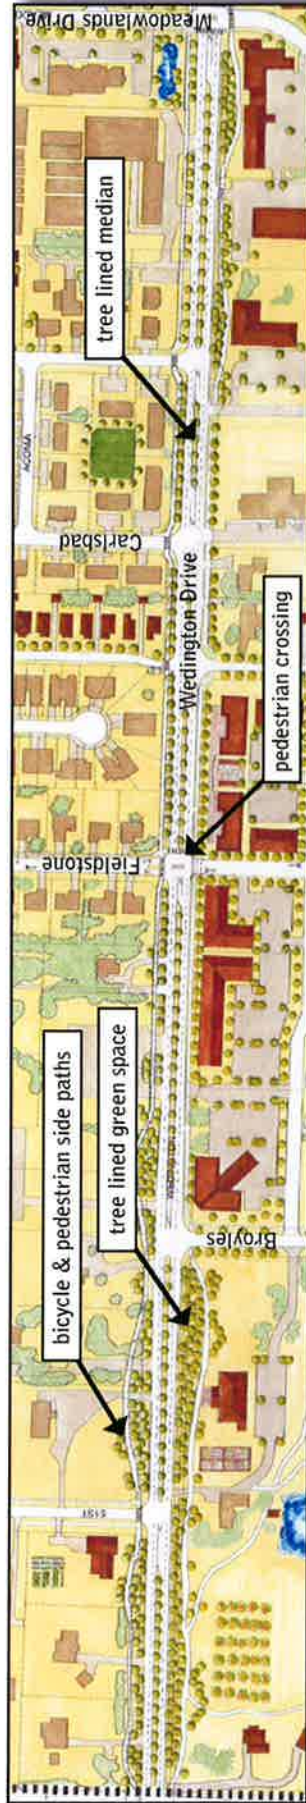 Meadowlands Drive
tree lined median
ACOMA
Carlsbad
Wedington Drive
pedestrian crossing
Fieldstone
bicycle & pedestrian side paths
tree lined green space
Broyles
51ST